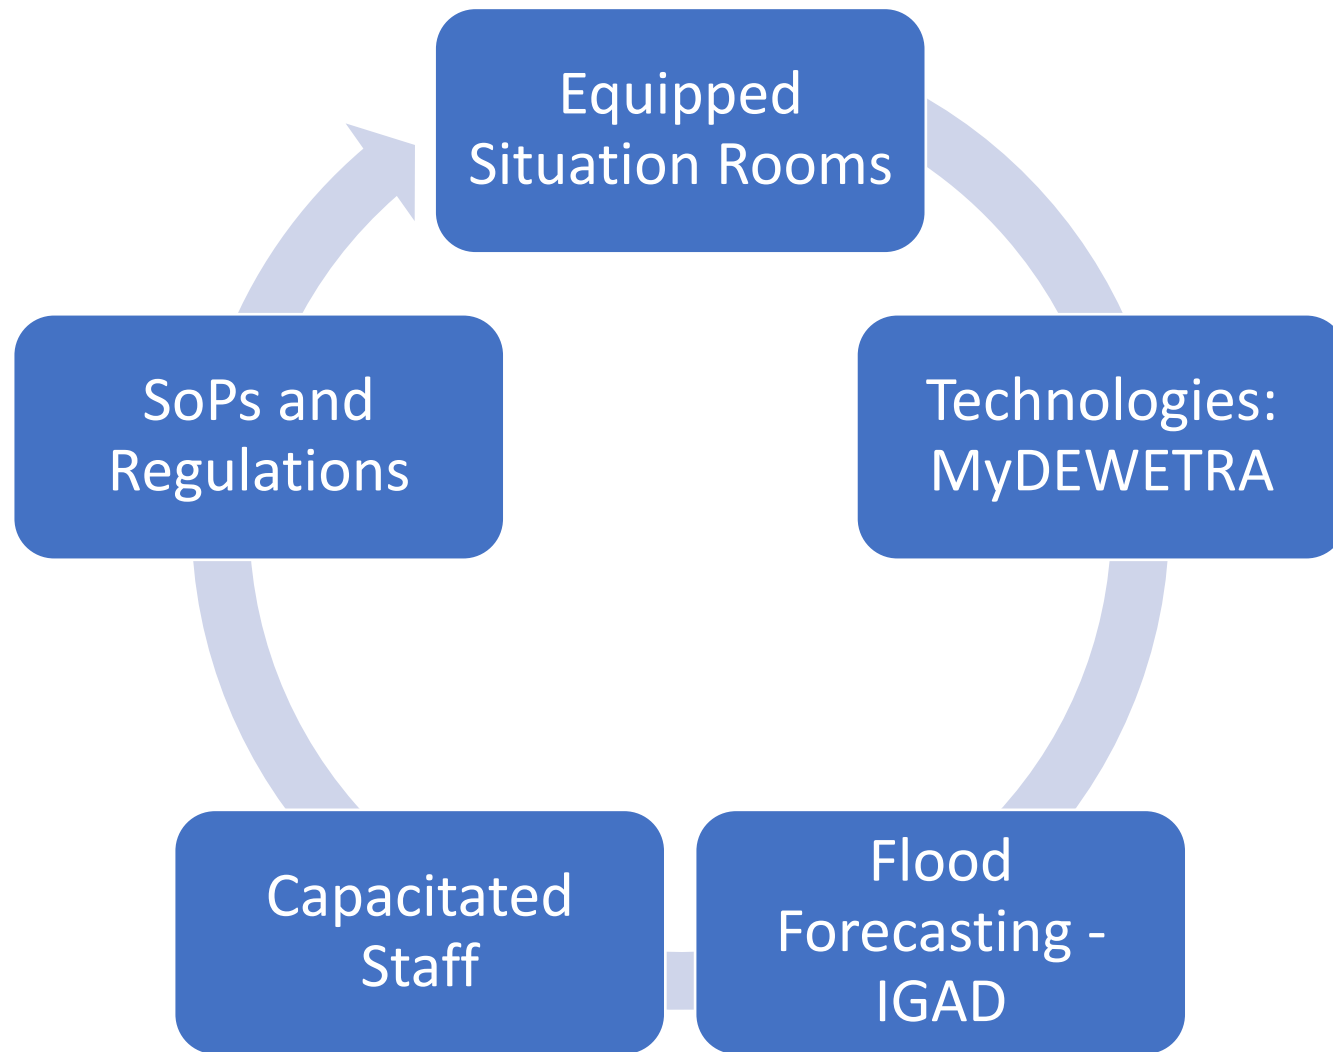 Equipped
Situation Rooms
Technologies:
MyDEWETRA
Flood
Forecasting -
IGAD
Capacitated
Staff
SoPs and
Regulations